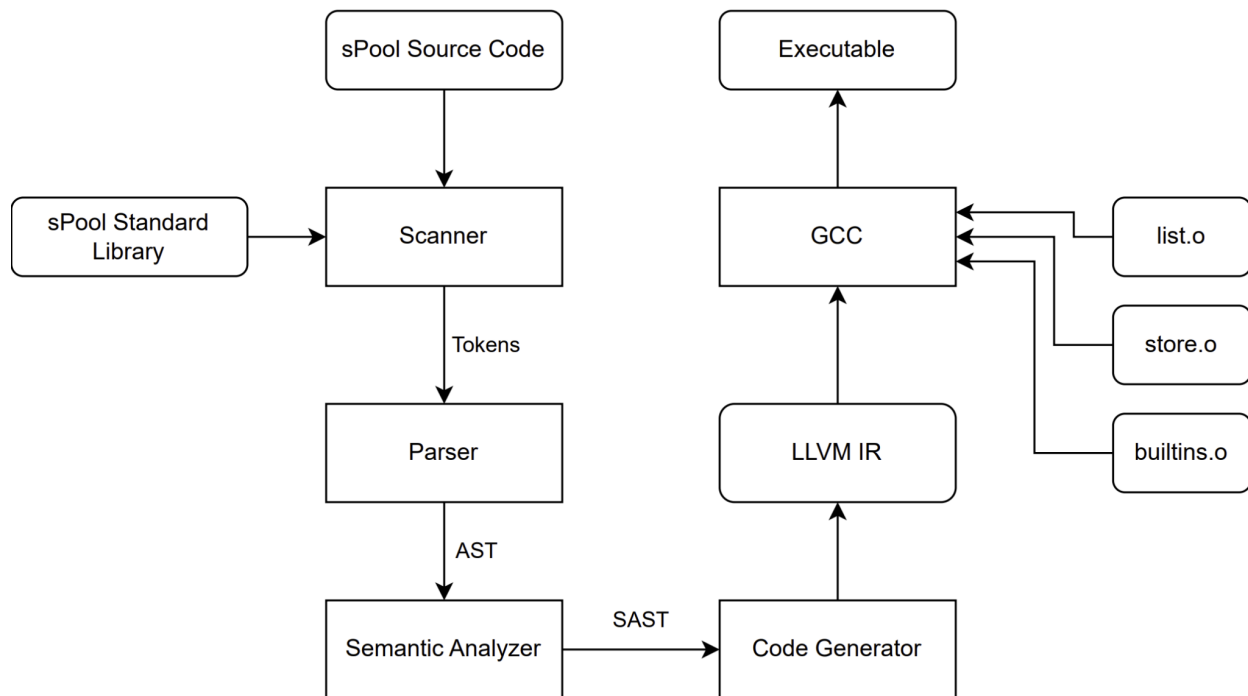 sPool Source Code
Executable
sPool Standard
Library
Scanner
GCC
list.o
Tokens
store.o
Parser
LLVM IR
builtins.o
AST
SAST
Semantic Analyzer
Code Generator